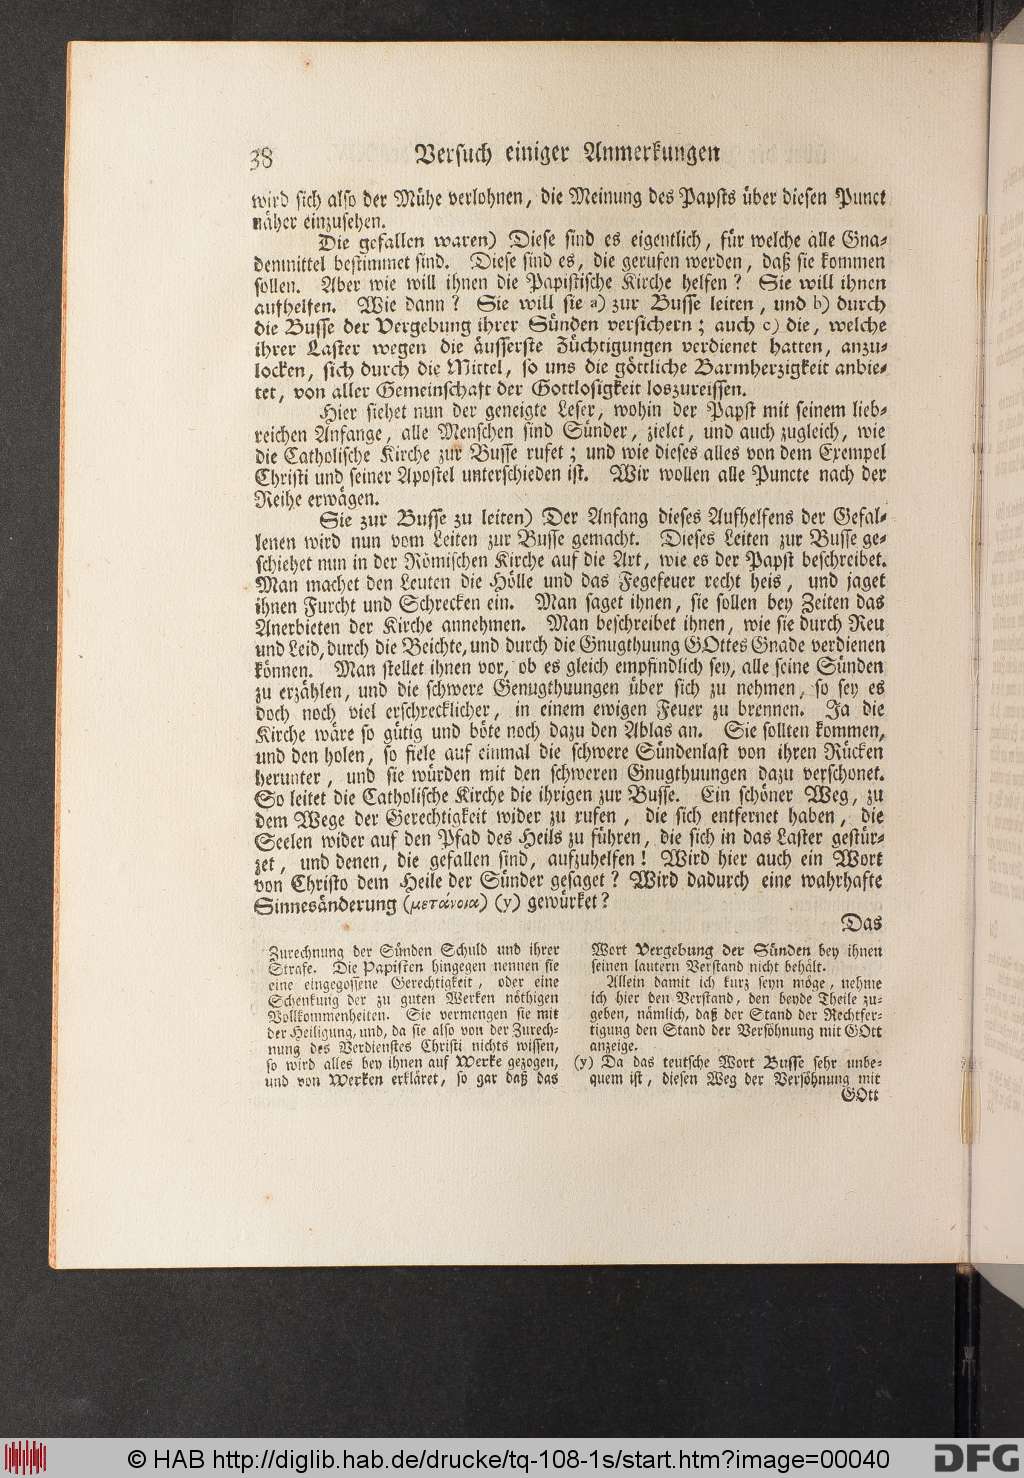 38 Versuch einiger Anmerkungen
wird sich also der Mühe verlohnen, die Meinung des Papsts über diesen Punct
näher einzusehen.
Die gefallen waren) Diese sind es eigentlich, für welche alle Gna-
denmittel bestimmet sind. Diese sind es, die gerufen werden, daß sie kommen
sollen. Aber wie will ihnen die Papistische Kirche helfen? Sie will ihnen
aufhelfen. Wie dann? Sie will sie a) zur Busse leiten, und b) durch
die Busse der Vergebung ihrer Sünden versichern; auch c) die, welche
ihrer Laster wegen die äusserste Züchtigungen verdienet hatten, anzu-
locken, sich durch die Mittel, so uns die göttliche Barmherzigkeit anbie-
tet, von aller Gemeinschaft der Gottlosigkeit loszureissen.
Hier siehet nun der geneigte Leser, wohin der Papst mit seinem lieb-
reichen Anfange, alle Menschen sind Sünder, zielet, und auch zugleich, wie
die Catholische Kirche zur Busse rufet; und wie dieses alles von dem Exempel
Christi und seiner Apostel unterschieden ist. Wir wollen alle Puncte nach der
Reihe erwägen.
Sie zur Busse zu leiten) Der Anfang dieses Aufhelfens der Gefal-
lenen wird nun vom Leiten zur Busse gemacht. Dieses Leiten zur Busse ge-
schiehet nun in der Römischen Kirche auf die Art, wie es der Papst beschreibet.
Man machet den Leuten die Hölle und das Fegefeuer recht heis, und jaget
ihnen Furcht und Schrecken ein. Man saget ihnen, sie sollen bey Zeiten das
Anerbieten der Kirche annehmen. Man beschreibet ihnen, wie sie durch Reu
und Leid, durch die Beichte, und durch die Gnugthuung GOttes Gnade verdienen
können. Man stellet ihnen vor, ob es gleich empfindlich sey, alle seine Sünden
zu erzählen, und die schwere Genugthuungen über sich zu nehmen, so sey es
doch noch viel erschrecklicher, in einem ewigen Feuer zu brennen. Ja die
Kirche wäre so gütig und böte noch dazu den Ablas an. Sie sollten kommen,
und den holen, so fiele auf einmal die schwere Sündenlast von ihren Rücken
herunter, und sie würden mit den schweren Gnugthuungen dazu verschonet.
So leitet die Catholische Kirche die ihrigen zur Busse. Ein schöner Weg, zu
dem Wege der Gerechtigkeit wider zu rufen, die sich entfernet haben, die
Seelen wider auf den Pfad des Heils zu führen, die sich in das Laster gestür-
zet, und denen, die gefallen sind, aufzuhelfen! Wird hier auch ein Wort
von Christo dem Heile der Sünder gesaget? Wird dadurch eine wahrhafte
Sinnesänderung (μετάνοια) (y) gewürket?
Das
Zurechnung der Sünden Schuld und ihrer
Strafe. Die Papisten hingegen nennen sie
eine eingegossene Gerechtigkeit, oder eine
Schenkung der zu guten Werken nöthigen
Vollkommenheiten. Sie vermengen sie mit
der Heiligung, und, da sie also von der Zurech-
nung des Verdienstes Christi nichts wissen,
so wird alles bey ihnen auf Werke gezogen,
und von Werken erkläret, so gar daß das
Wort Vergebung der Sünden bey ihnen
seinen lautern Verstand nicht behält.
Allein damit ich kurz seyn möge, nehme
ich hier den Verstand, den beyde Theile zu-
geben, nämlich, daß der Stand der Rechtfer-
tigung den Stand der Versöhnung mit GOtt
anzeige.
(y) Da das teutsche Wort Busse sehr unbe-
quem ist, diesen Weg der Versöhnung mit
GOtt
© HAB http://diglib.hab.de/drucke/tq-108-1s/start.htm?image=00040
DFG